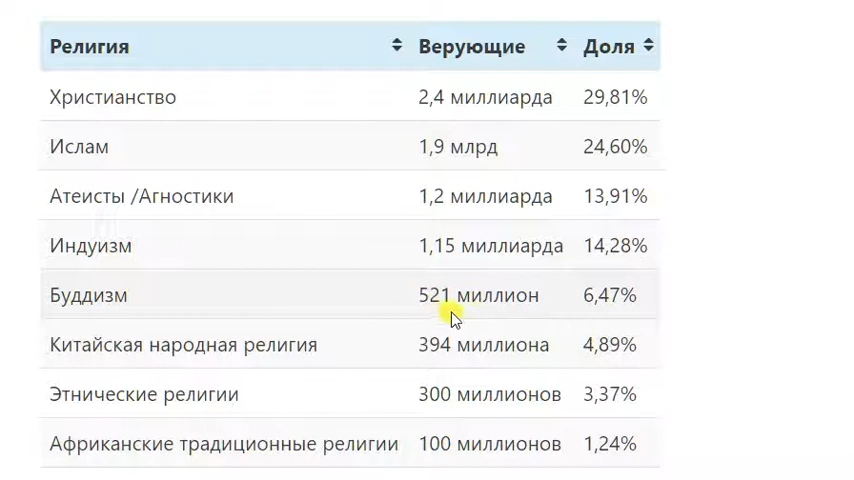 Религия Верующие Доля
Христианство 2,4 миллиарда 29,81%
Ислам 1,9 млрд 24,60%
Атеисты /Агностики 1,2 миллиарда 13,91%
Индуизм 1,15 миллиарда 14,28%
Буддизм 521 миллион 6,47%
Китайская народная религия 394 миллиона 4,89%
Этнические религии 300 миллионов 3,37%
Африканские традиционные религии 100 миллионов 1,24%